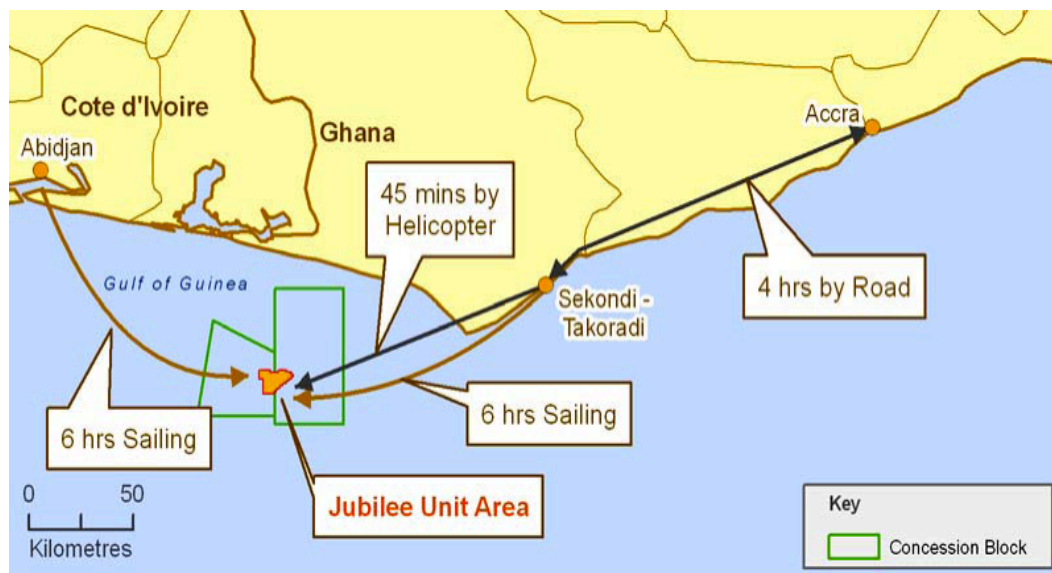 Cote d'Ivoire
Abidjan
Ghana
Accra
45 mins by
Helicopter
Gulf of Guinea
4 hrs by Road
Sekondi -
Takoradi
6 hrs Sailing
6 hrs Sailing
Jubilee Unit Area
0 50
Kilometres
Key
Concession Block